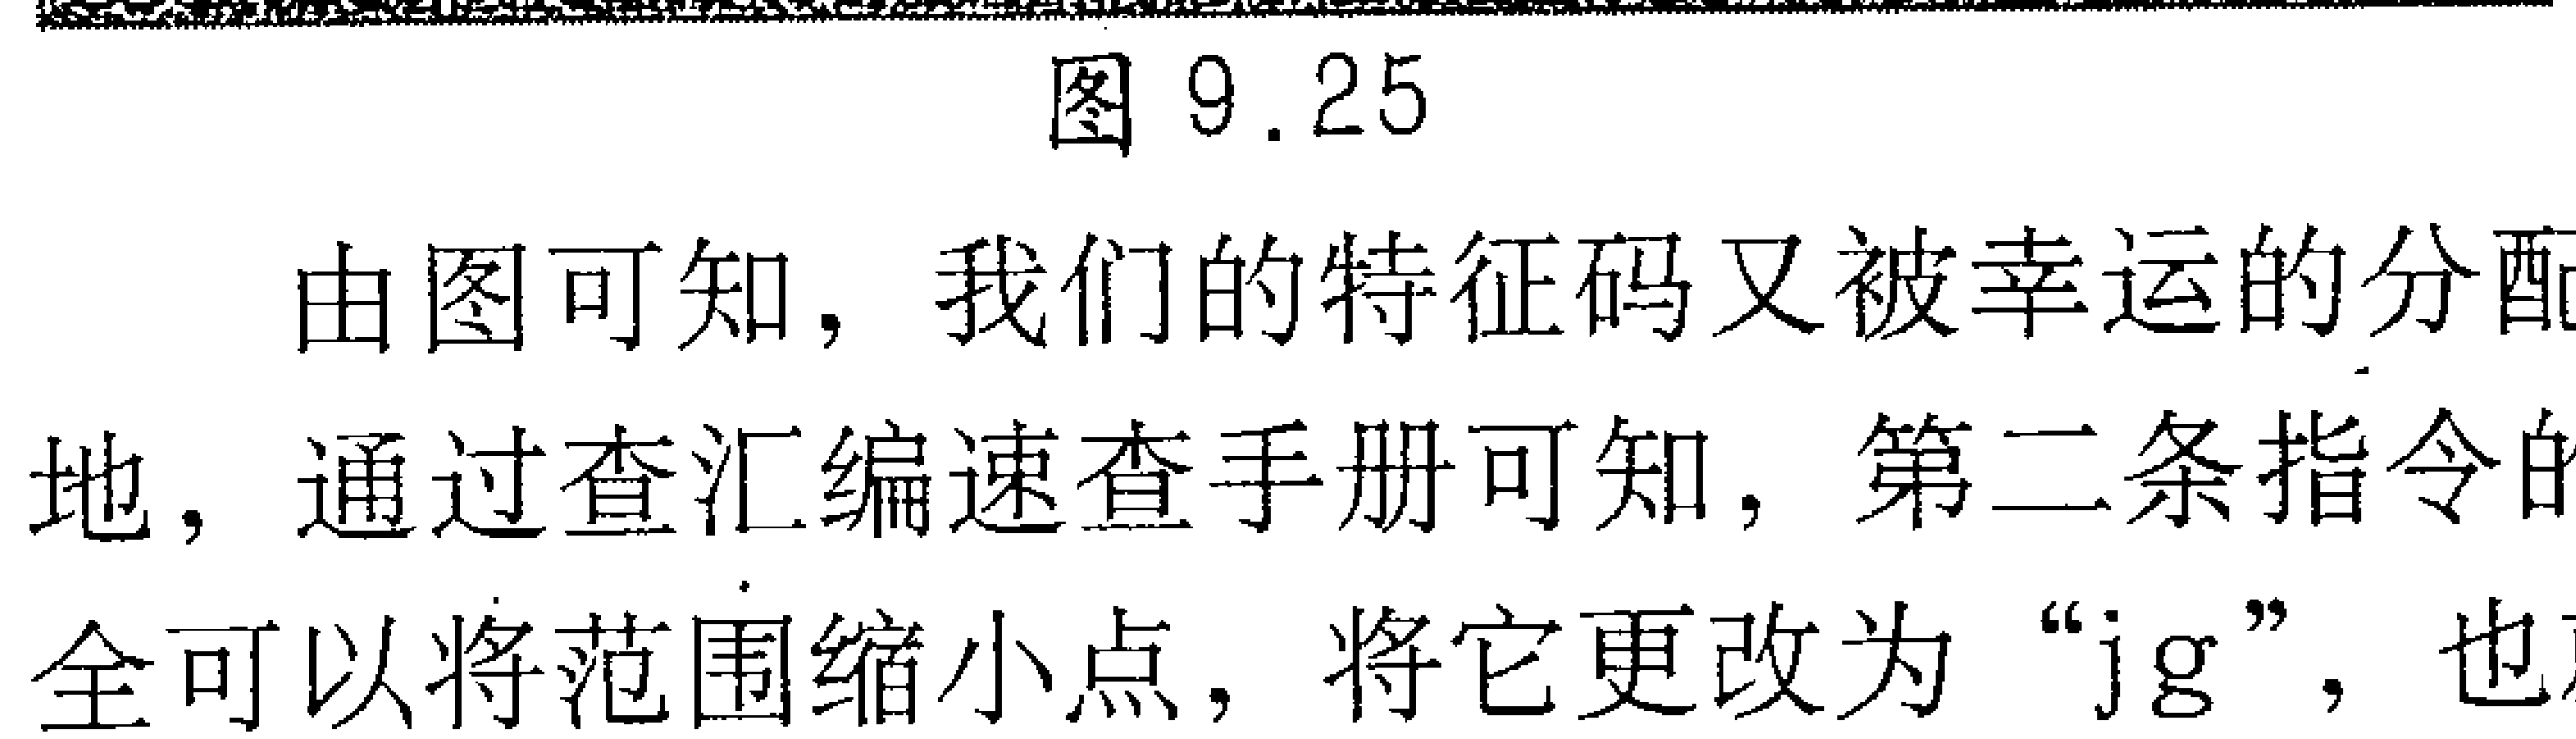 图 9.25
由图可知，我们的特征码又被幸运的分配
地，通过查汇编速查手册可知，第二条指令的
全可以将范围缩小点，将它更改为“jg”，也